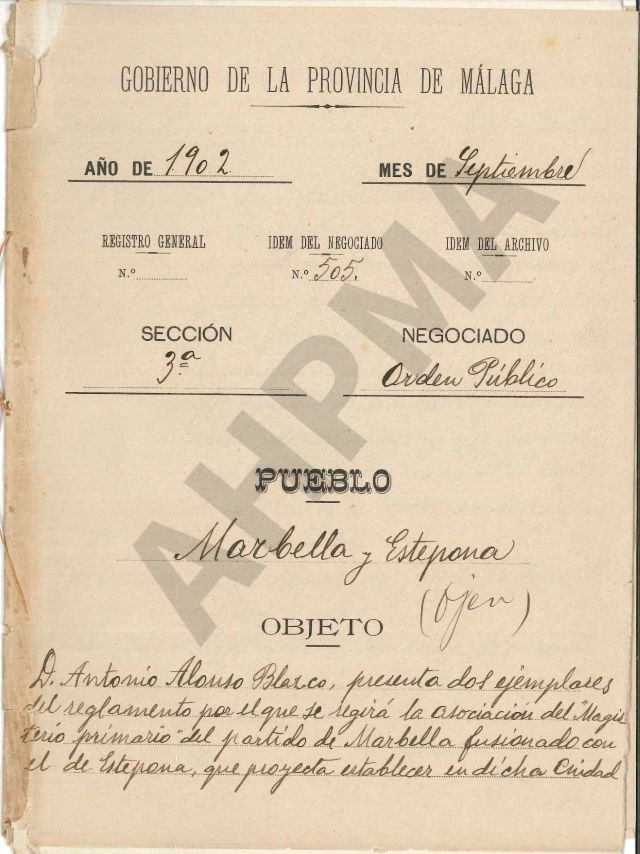 GOBIERNO DE LA PROVINCIA DE MÁLAGA
AÑO DE 1902 MES DE Septiembre
REGISTRO GENERAL IDEM DEL NEGOCIADO IDEM DEL ARCHIVO
N.º N.º 505. N.º
SECCIÓN NEGOCIADO
3ª Orden Público
AHPMA
PUEBLO
Marbella y Estepona
(Ojen)
OBJETO
D. Antonio Alonso Blazco, presenta dos ejemplares
del reglamento por el que se regirá la asociación del "Magis
terio primario" del partido de Marbella fusionado con
el de Estepona, que proyecta establecer en dicha Ciudad